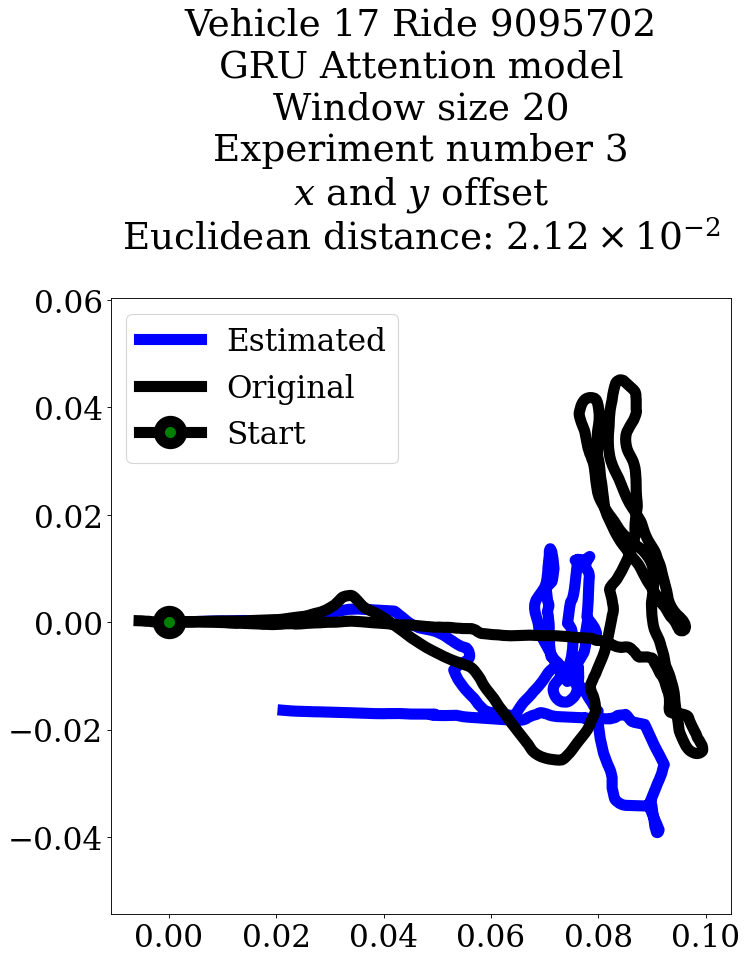 Vehicle 17 Ride 9095702
GRU Attention model
Window size 20
Experiment number 3
x and y offset
Euclidean distance: 2.12 × 10⁻²
0.06
0.04
0.02
0.00
−0.02
−0.04
Estimated
Original
Start
0.00 0.02 0.04 0.06 0.08 0.10